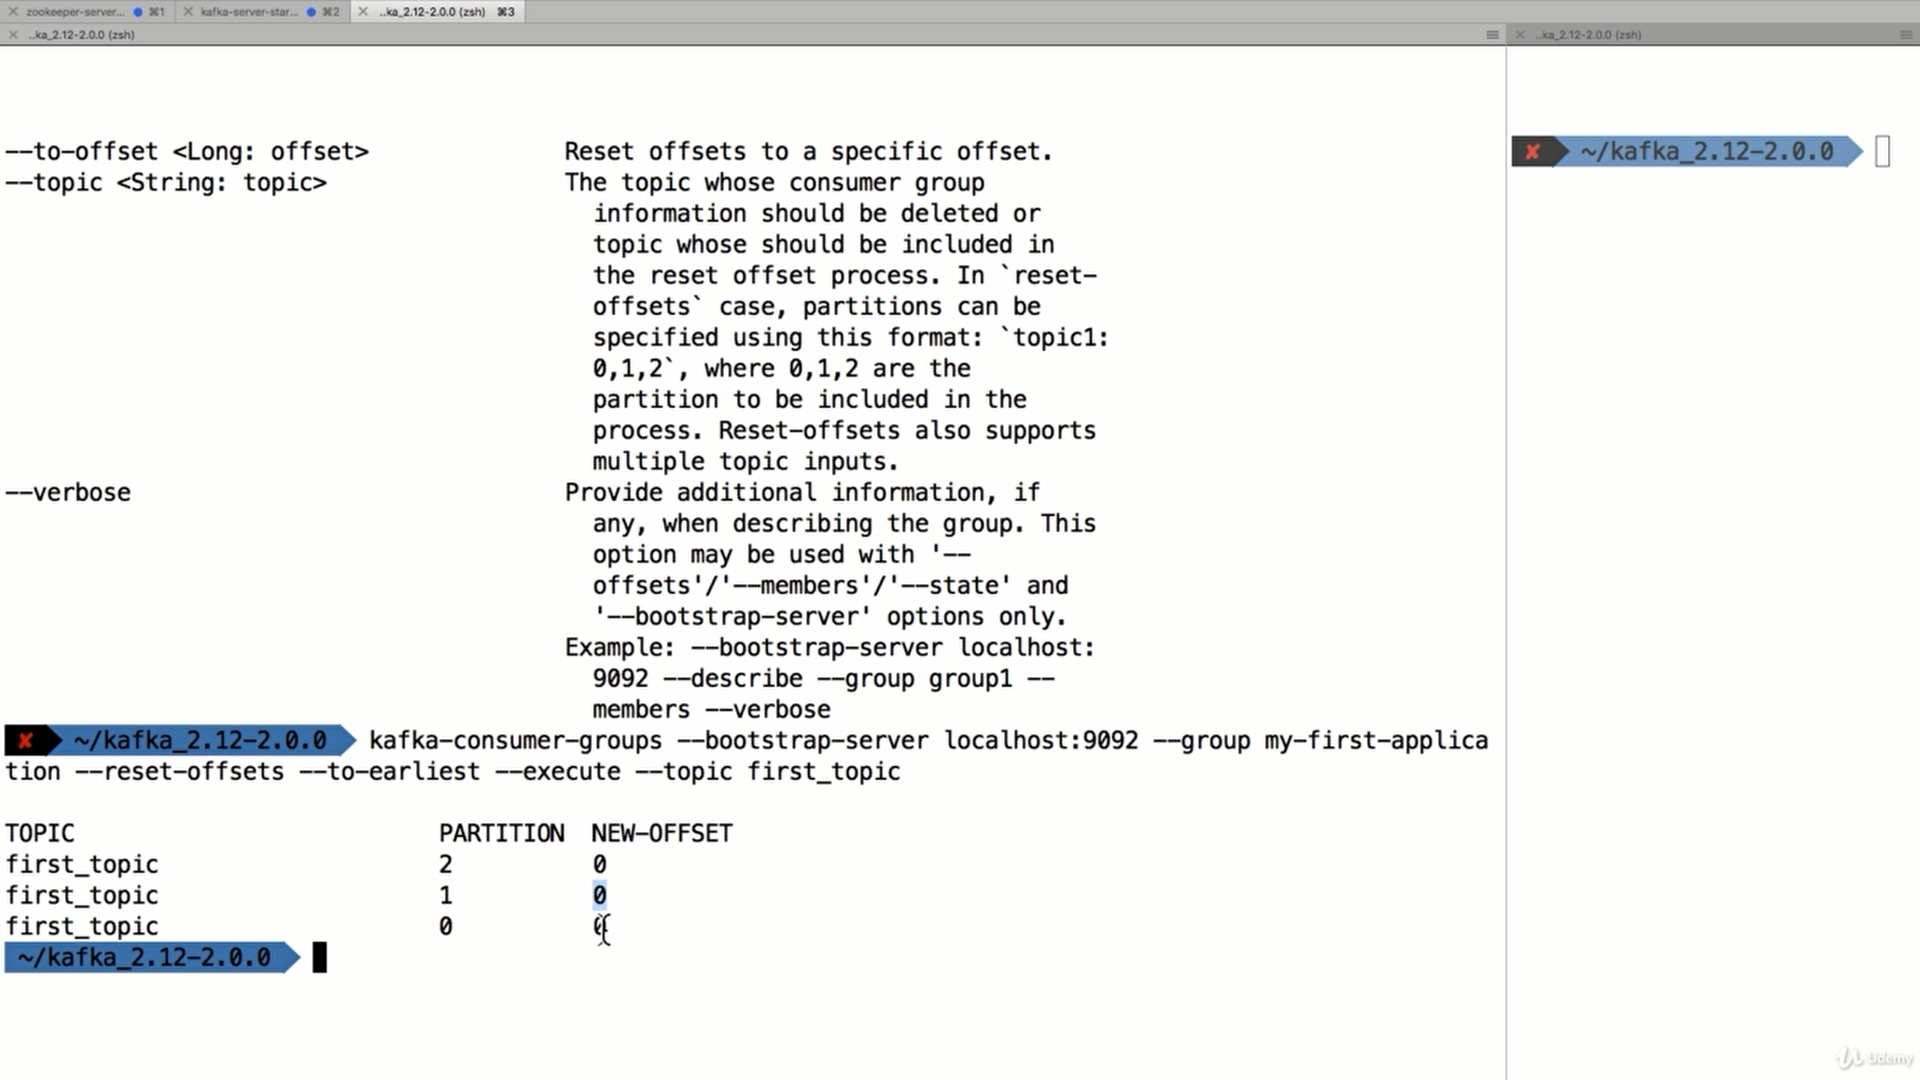 zookeeper-server... ⌘1 kafka-server-star... ⌘2 ..ka_2.12-2.0.0 (zsh) ⌘3
..ka_2.12-2.0.0 (zsh) ..ka_2.12-2.0.0 (zsh)
--to-offset <Long: offset> Reset offsets to a specific offset.
--topic <String: topic> The topic whose consumer group
information should be deleted or
topic whose should be included in
the reset offset process. In `reset-
offsets` case, partitions can be
specified using this format: `topic1:
0,1,2`, where 0,1,2 are the
partition to be included in the
process. Reset-offsets also supports
multiple topic inputs.
--verbose Provide additional information, if
any, when describing the group. This
option may be used with '--
offsets'/'--members'/'--state' and
'--bootstrap-server' options only.
Example: --bootstrap-server localhost:
9092 --describe --group group1 --
members --verbose
✘ ~/kafka_2.12-2.0.0 kafka-consumer-groups --bootstrap-server localhost:9092 --group my-first-applica
tion --reset-offsets --to-earliest --execute --topic first_topic
TOPIC PARTITION NEW-OFFSET
first_topic 2 0
first_topic 1 0
first_topic 0 0
~/kafka_2.12-2.0.0
✘ ~/kafka_2.12-2.0.0
Udemy